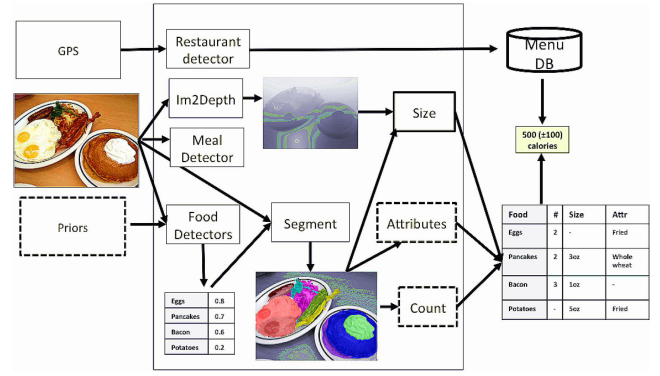 GPS
Restaurant
detector
Menu
DB
Im2Depth
Size
Meal
Detector
500 (±100)
calories
Priors
Food
Detectors
Segment
Attributes
Count
Eggs 0.8
Pancakes 0.7
Bacon 0.6
Potatoes 0.2
Food # Size Attr
Eggs 2 - Fried
Pancakes 2 3oz Whole
wheat
Bacon 3 1oz -
Potatoes - 5oz Fried